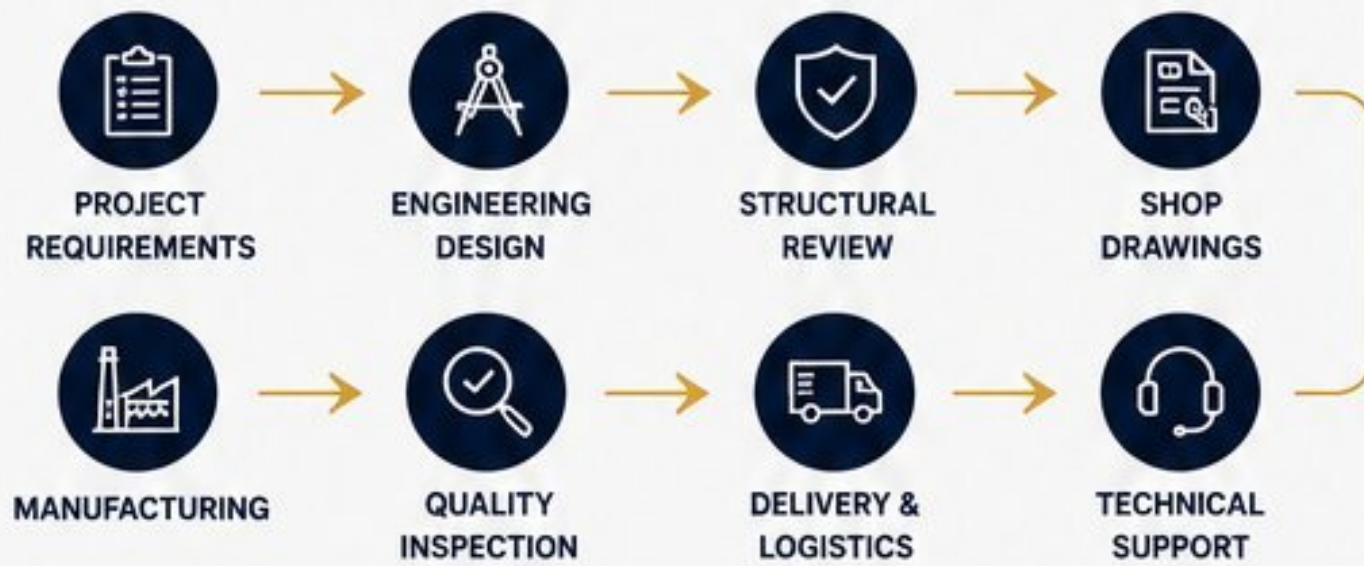 PROJECT
REQUIREMENTS
ENGINEERING
DESIGN
STRUCTURAL
REVIEW
SHOP
DRAWINGS
MANUFACTURING
QUALITY
INSPECTION
DELIVERY &
LOGISTICS
TECHNICAL
SUPPORT